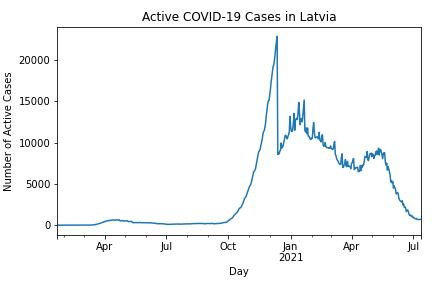 Active COVID-19 Cases in Latvia
Number of Active Cases
20000
15000
10000
5000
0
Apr Jul Oct Jan Apr Jul
2021
Day